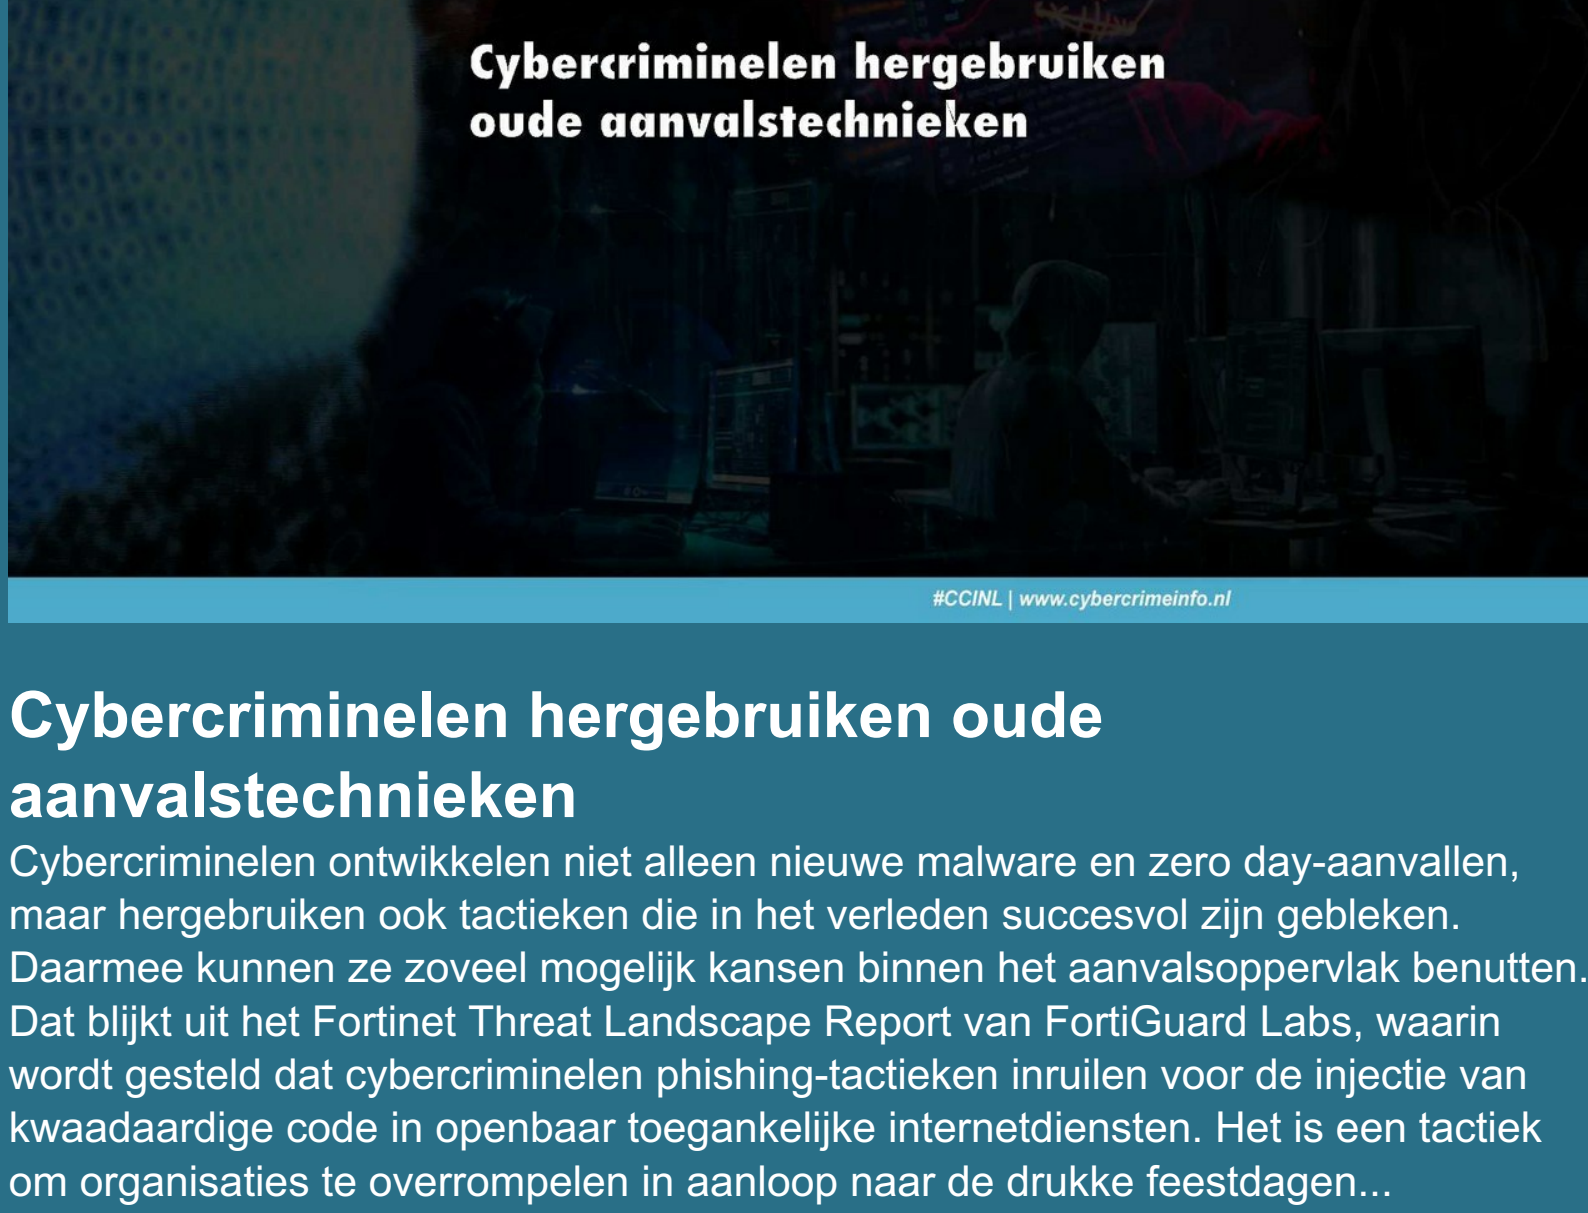 Cybercriminelen hergebruiken
oude aanvalstechnieken
#CCINL | www.cybercrimeinfo.nl
Cybercriminelen hergebruiken oude
aanvalstechnieken
Cybercriminelen ontwikkelen niet alleen nieuwe malware en zero day-aanvallen,
maar hergebruiken ook tactieken die in het verleden succesvol zijn gebleken.
Daarmee kunnen ze zoveel mogelijk kansen binnen het aanvalsoppervlak benutten.
Dat blijkt uit het Fortinet Threat Landscape Report van FortiGuard Labs, waarin
wordt gesteld dat cybercriminelen phishing-tactieken inruilen voor de injectie van
kwaadaardige code in openbaar toegankelijke internetdiensten. Het is een tactiek
om organisaties te overrompelen in aanloop naar de drukke feestdagen...